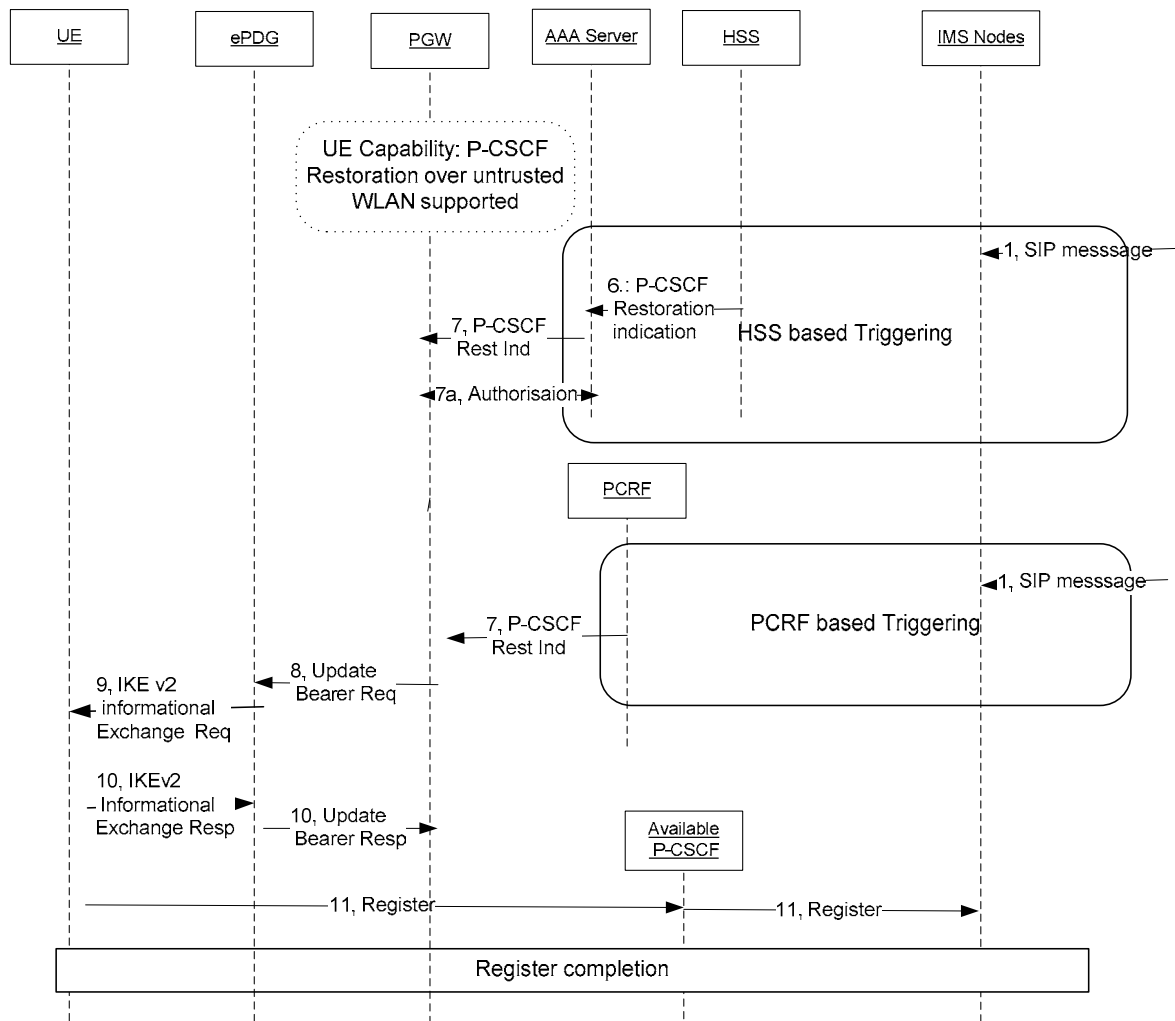 UE
ePDG
PGW
AAA Server
HSS
IMS Nodes
UE Capability: P-CSCF
Restoration over untrusted
WLAN supported
1, SIP messsage
6.: P-CSCF
Restoration
indication
7, P-CSCF
Rest Ind
HSS based Triggering
7a, Authorisaion
PCRF
1, SIP messsage
7, P-CSCF
Rest Ind
PCRF based Triggering
8, Update
Bearer Req
9, IKE v2
informational
Exchange Req
10, IKEv2
Informational
Exchange Resp
10, Update
Bearer Resp
Available
P-CSCF
11, Register
11, Register
Register completion